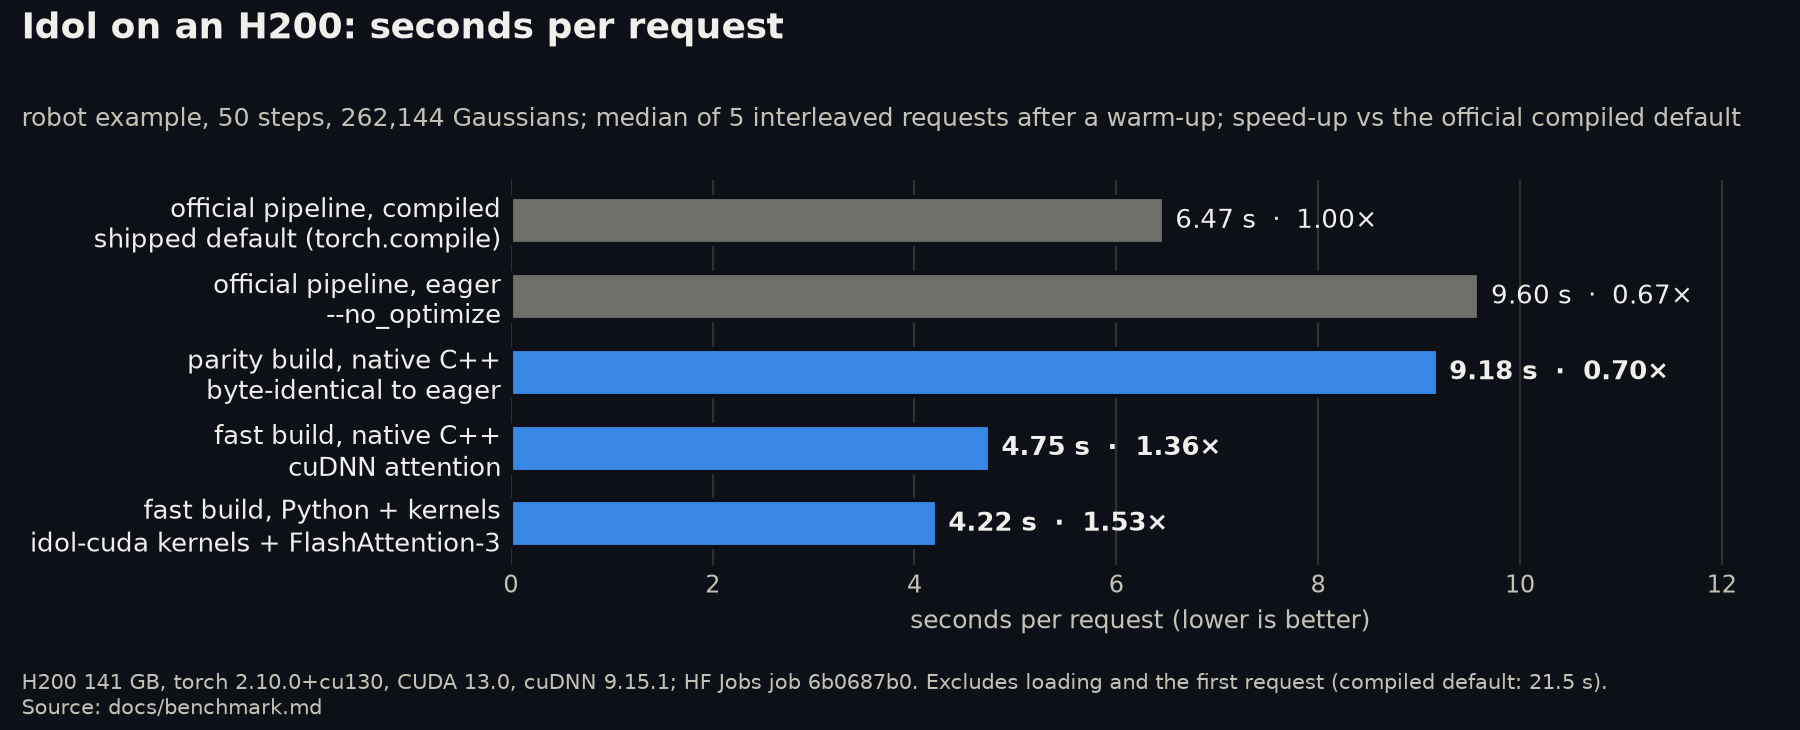 Idol on an H200: seconds per request
robot example, 50 steps, 262,144 Gaussians; median of 5 interleaved requests after a warm-up; speed-up vs the official compiled default
official pipeline, compiled
shipped default (torch.compile)
6.47 s · 1.00×
official pipeline, eager
--no_optimize
9.60 s · 0.67×
parity build, native C++
byte-identical to eager
9.18 s · 0.70×
fast build, native C++
cuDNN attention
4.75 s · 1.36×
fast build, Python + kernels
idol-cuda kernels + FlashAttention-3
4.22 s · 1.53×
0 2 4 6 8 10 12
seconds per request (lower is better)
H200 141 GB, torch 2.10.0+cu130, CUDA 13.0, cuDNN 9.15.1; HF Jobs job 6b0687b0. Excludes loading and the first request (compiled default: 21.5 s).
Source: docs/benchmark.md